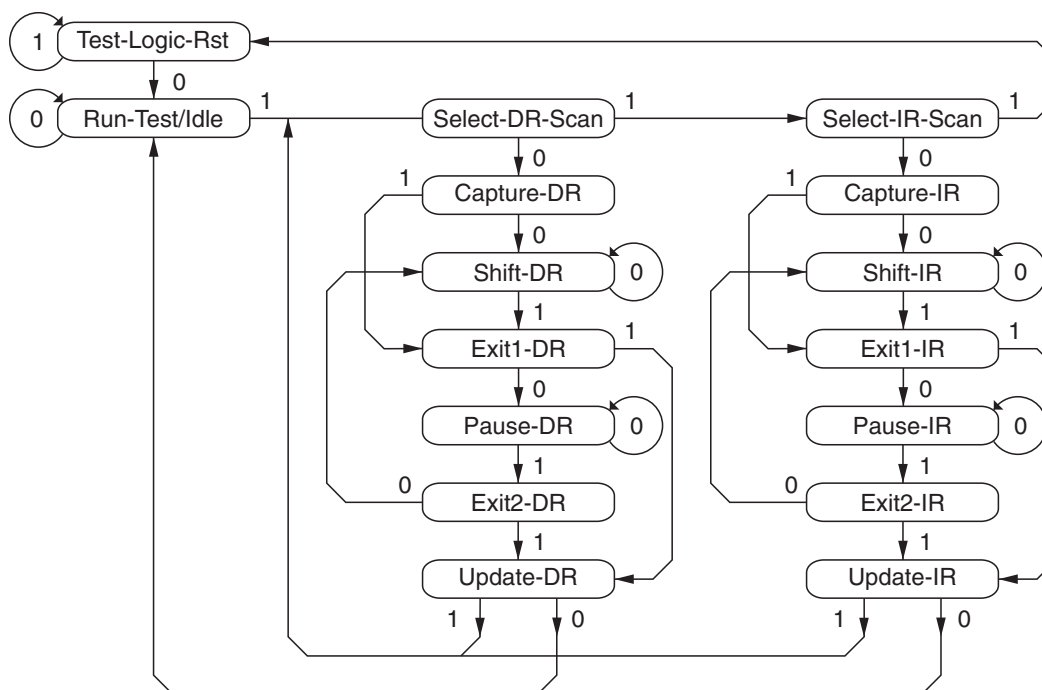 1 Test-Logic-Rst
0
0 Run-Test/Idle 1 Select-DR-Scan 1 Select-IR-Scan 1
0 0
1 Capture-DR 1 Capture-IR
0 0
Shift-DR 0 Shift-IR 0
1 1
Exit1-DR 1 Exit1-IR 1
0 0
Pause-DR 0 Pause-IR 0
1 1
0 Exit2-DR 0 Exit2-IR
1 1
Update-DR Update-IR
1 0 1 0